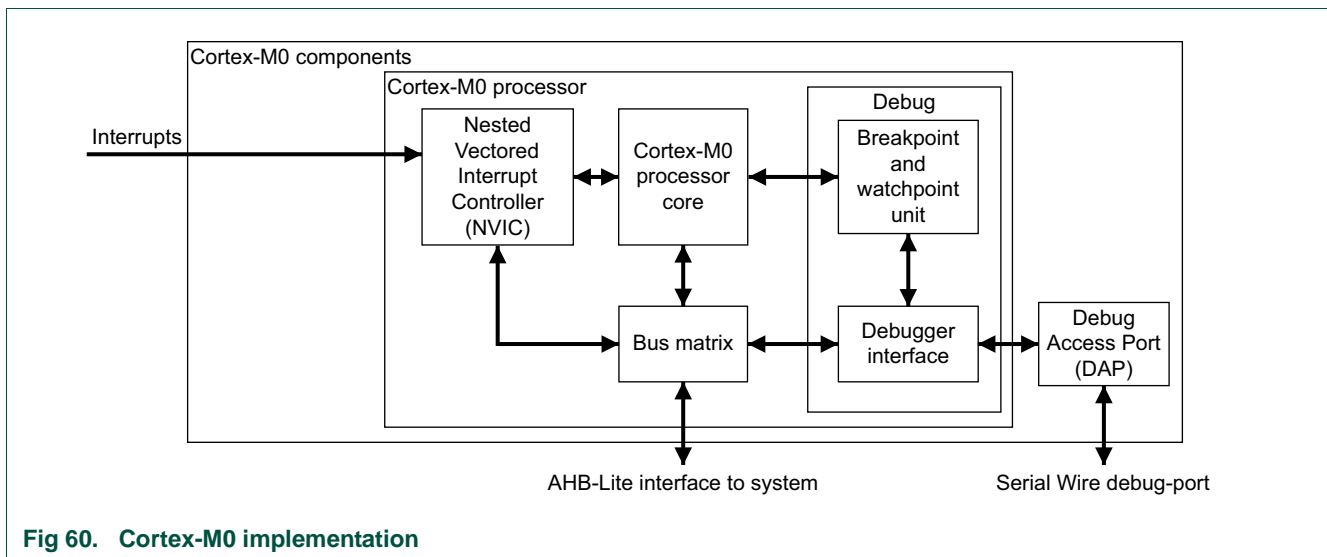 Cortex-M0 components
Cortex-M0 processor
Debug
Interrupts
Nested
Vectored
Interrupt
Controller
(NVIC)
Cortex-M0
processor
core
Breakpoint
and
watchpoint
unit
Bus matrix
Debugger
interface
Debug
Access Port
(DAP)
AHB-Lite interface to system
Serial Wire debug-port
Fig 60. Cortex-M0 implementation